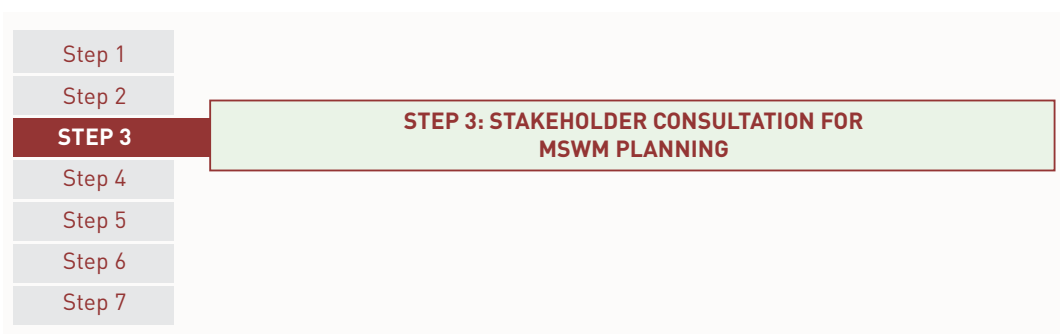 Step 1
Step 2
STEP 3
STEP 3: STAKEHOLDER CONSULTATION FOR
MSWM PLANNING
Step 4
Step 5
Step 6
Step 7